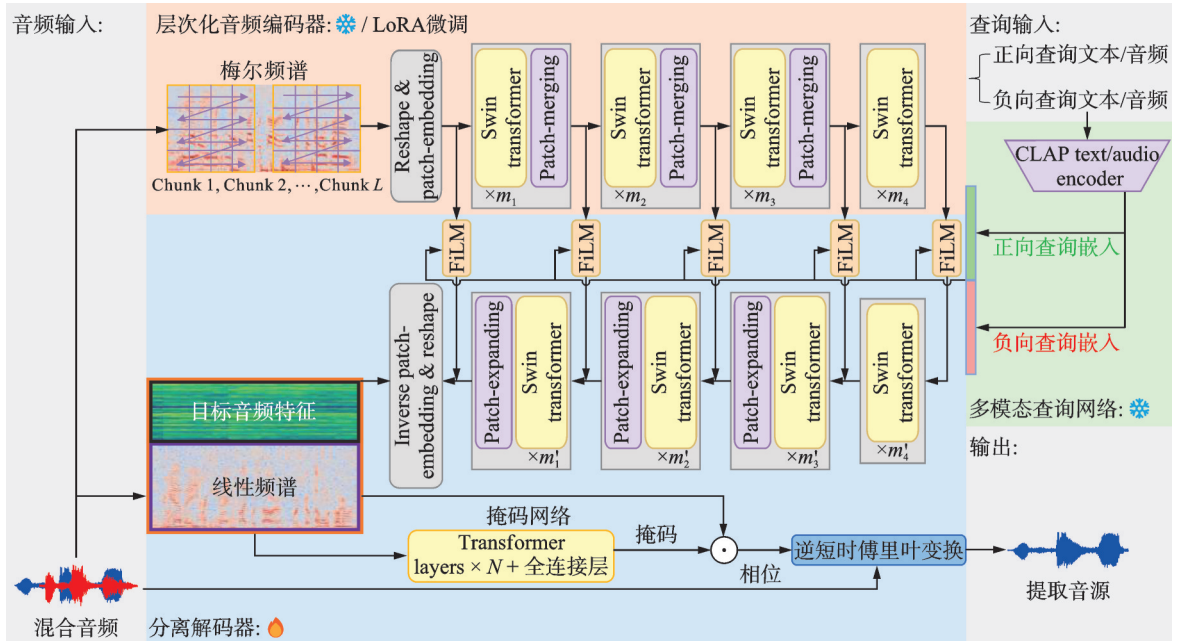 音频输入:
层次化音频编码器: / LoRA微调
查询输入
正向查询文本/音频
负向查询文本/音频
梅尔频谱
Chunk 1, Chunk 2, ⋯, Chunk L
Reshape &
patch-embedding
Swin
transformer
Patch-merging
×m₁
Swin
transformer
Patch-merging
×m₂
Swin
transformer
Patch-merging
×m₃
Swin
transformer
×m₄
CLAP text/audio
encoder
FiLM
FiLM
FiLM
FiLM
FiLM
正向查询嵌入
负向查询嵌入
多模态查询网络:
Inverse patch-
embedding & reshape
Patch-expanding
Swin
transformer
×m₁′
Patch-expanding
Swin
transformer
×m₂′
Patch-expanding
Swin
transformer
×m₃′
Swin
transformer
×m₄′
目标音频特征
线性频谱
输出:
掩码网络
Transformer
layers × N + 全连接层
掩码
相位
逆短时傅里叶变换
提取音源
混合音频
分离解码器: